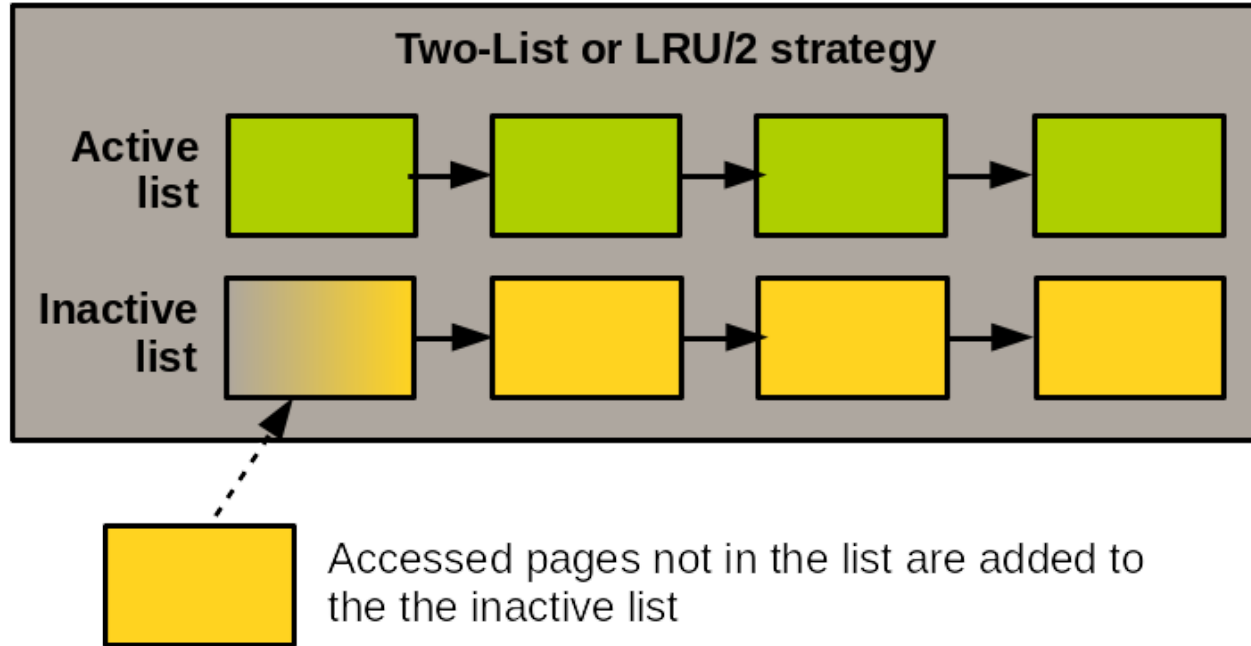 Two-List or LRU/2 strategy
Active
list
Inactive
list
Accessed pages not in the list are added to
the the inactive list